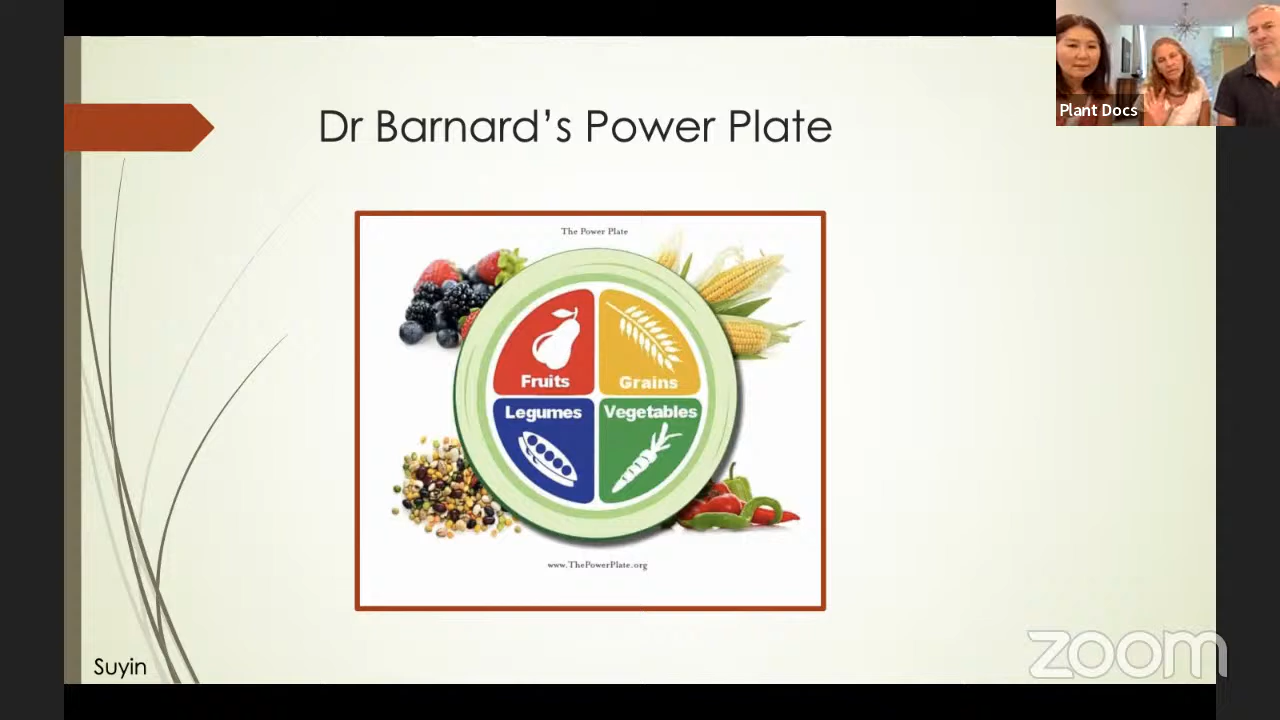 Plant Docs
Dr Barnard’s Power Plate
The Power Plate
Fruits
Grains
Legumes
Vegetables
www.ThePowerPlate.org
Suyin
zoom